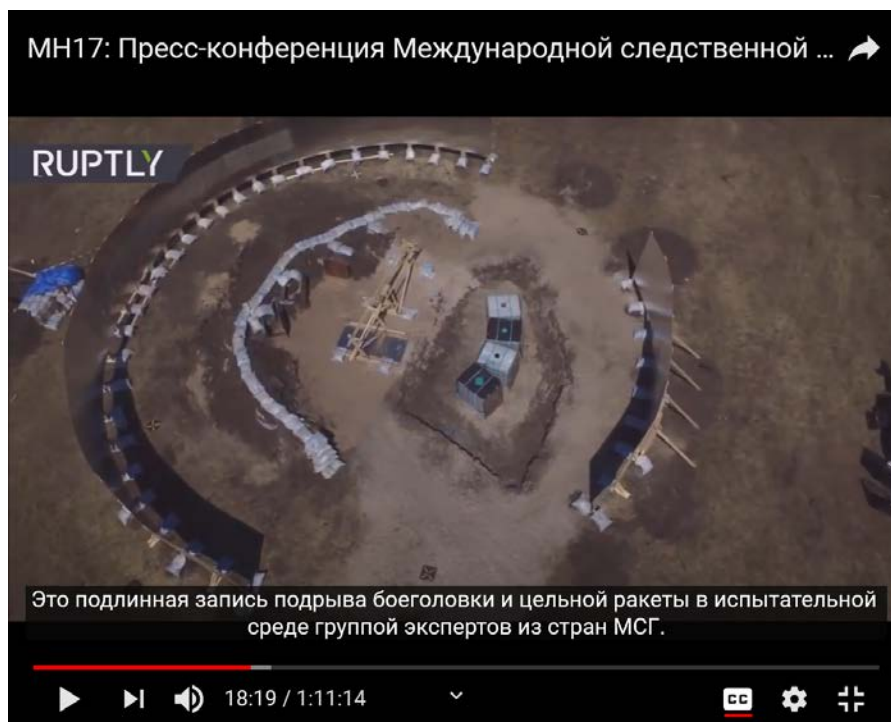 МН17: Пресс-конференция Международной следственной ...
RUPTLY
Это подлинная запись подрыва боеголовки и цельной ракеты в испытательной
среде группой экспертов из стран МСГ.
18:19 / 1:11:14
CC